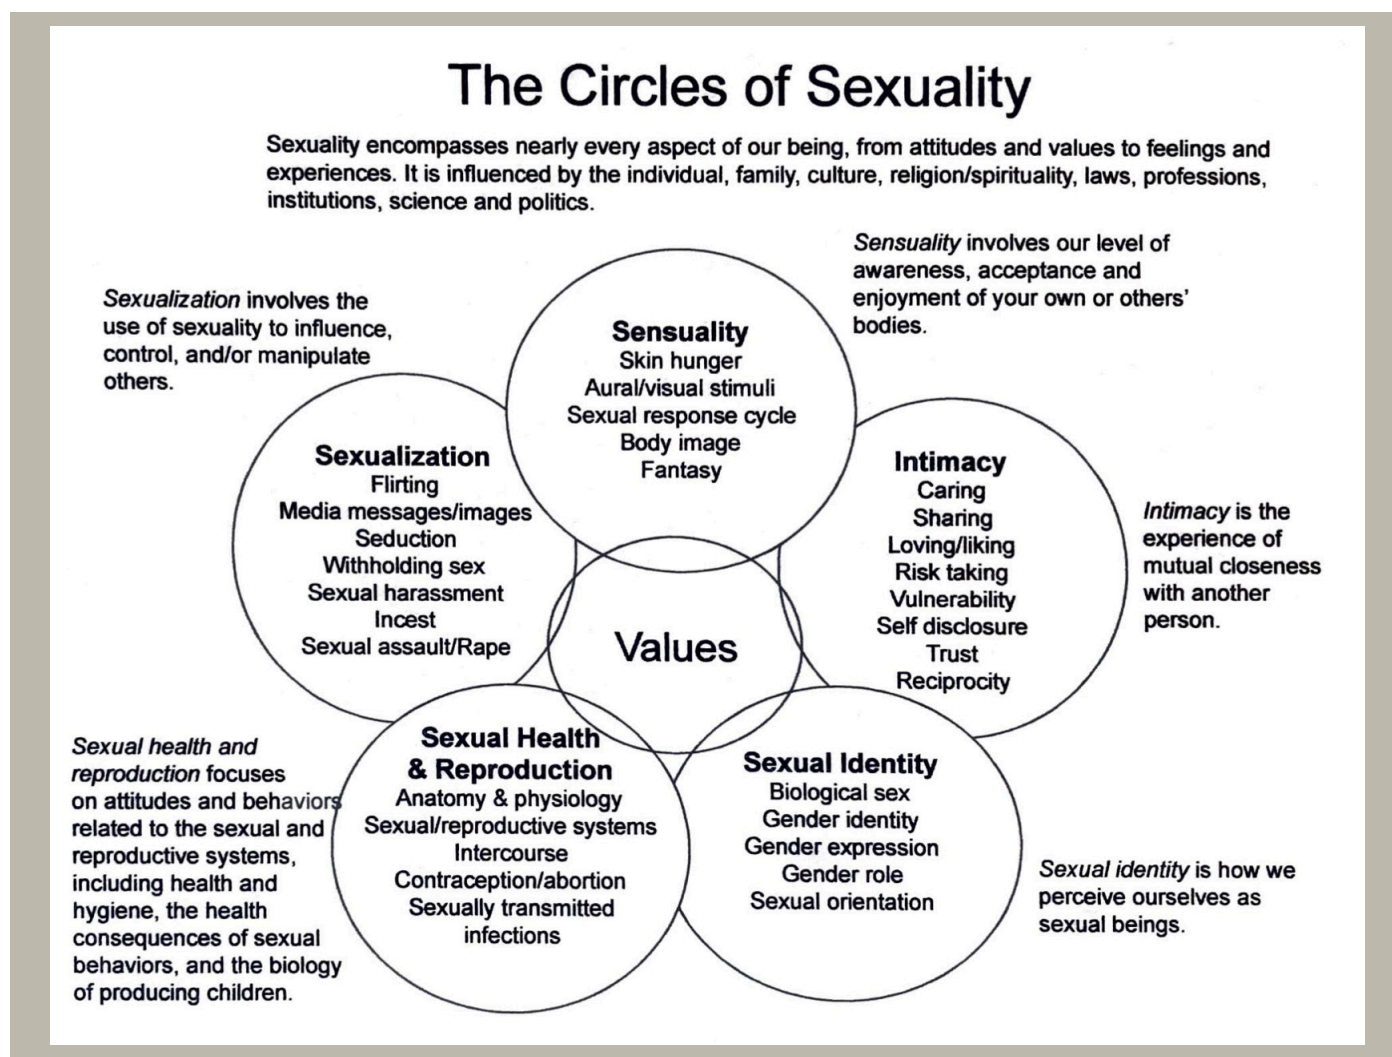 The Circles of Sexuality
Sexuality encompasses nearly every aspect of our being, from attitudes and values to feelings and
experiences. It is influenced by the individual, family, culture, religion/spirituality, laws, professions,
institutions, science and politics.
Sensuality involves our level of
awareness, acceptance and
enjoyment of your own or others'
bodies.
Sexualization involves the
use of sexuality to influence,
control, and/or manipulate
others.
Sensuality
Skin hunger
Aural/visual stimuli
Sexual response cycle
Body image
Fantasy
Sexualization
Flirting
Media messages/images
Seduction
Withholding sex
Sexual harassment
Incest
Sexual assault/Rape
Intimacy
Caring
Sharing
Loving/liking
Risk taking
Vulnerability
Self disclosure
Trust
Reciprocity
Intimacy is the
experience of
mutual closeness
with another
person.
Values
Sexual health and
reproduction focuses
on attitudes and behaviors
related to the sexual and
reproductive systems,
including health and
hygiene, the health
consequences of sexual
behaviors, and the biology
of producing children.
Sexual Health
& Reproduction
Anatomy & physiology
Sexual/reproductive systems
Intercourse
Contraception/abortion
Sexually transmitted
infections
Sexual Identity
Biological sex
Gender identity
Gender expression
Gender role
Sexual orientation
Sexual identity is how we
perceive ourselves as
sexual beings.